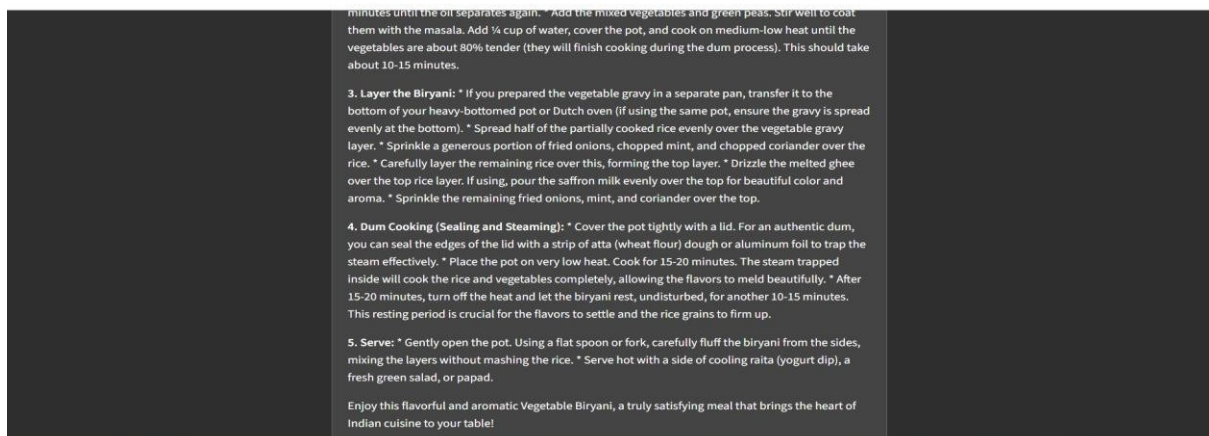 minutes until the oil separates again. * Add the mixed vegetables and green peas. Stir well to coat
them with the masala. Add ¼ cup of water, cover the pot, and cook on medium-low heat until the
vegetables are about 80% tender (they will finish cooking during the dum process). This should take
about 10-15 minutes.
3. Layer the Biryani: * If you prepared the vegetable gravy in a separate pan, transfer it to the
bottom of your heavy-bottomed pot or Dutch oven (if using the same pot, ensure the gravy is spread
evenly at the bottom). * Spread half of the partially cooked rice evenly over the vegetable gravy
layer. * Sprinkle a generous portion of fried onions, chopped mint, and chopped coriander over the
rice. * Carefully layer the remaining rice over this, forming the top layer. * Drizzle the melted ghee
over the top rice layer. If using, pour the saffron milk evenly over the top for beautiful color and
aroma. * Sprinkle the remaining fried onions, mint, and coriander over the top.
4. Dum Cooking (Sealing and Steaming): * Cover the pot tightly with a lid. For an authentic dum,
you can seal the edges of the lid with a strip of atta (wheat flour) dough or aluminum foil to trap the
steam effectively. * Place the pot on very low heat. Cook for 15-20 minutes. The steam trapped
inside will cook the rice and vegetables completely, allowing the flavors to meld beautifully. * After
15-20 minutes, turn off the heat and let the biryani rest, undisturbed, for another 10-15 minutes.
This resting period is crucial for the flavors to settle and the rice grains to firm up.
5. Serve: * Gently open the pot. Using a flat spoon or fork, carefully fluff the biryani from the sides,
mixing the layers without mashing the rice. * Serve hot with a side of cooling raita (yogurt dip), a
fresh green salad, or papad.
Enjoy this flavorful and aromatic Vegetable Biryani, a truly satisfying meal that brings the heart of
Indian cuisine to your table!